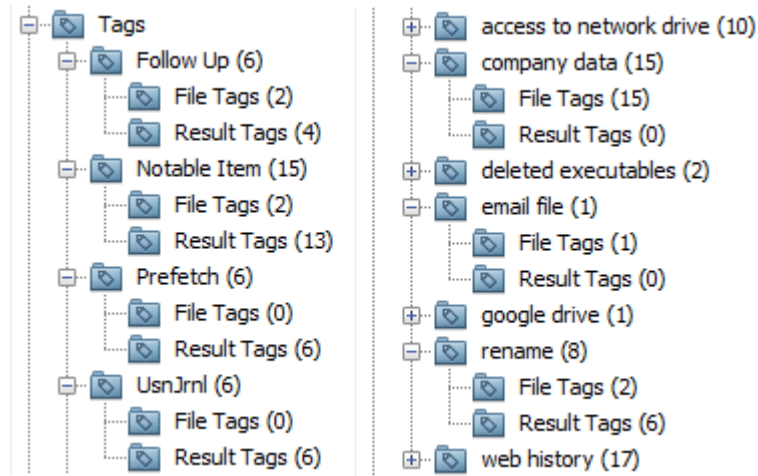 Tags
Follow Up (6)
File Tags (2)
Result Tags (4)
Notable Item (15)
File Tags (2)
Result Tags (13)
Prefetch (6)
File Tags (0)
Result Tags (6)
UsnJrnl (6)
File Tags (0)
Result Tags (6)
access to network drive (10)
company data (15)
File Tags (15)
Result Tags (0)
deleted executables (2)
email file (1)
File Tags (1)
Result Tags (0)
google drive (1)
rename (8)
File Tags (2)
Result Tags (6)
web history (17)